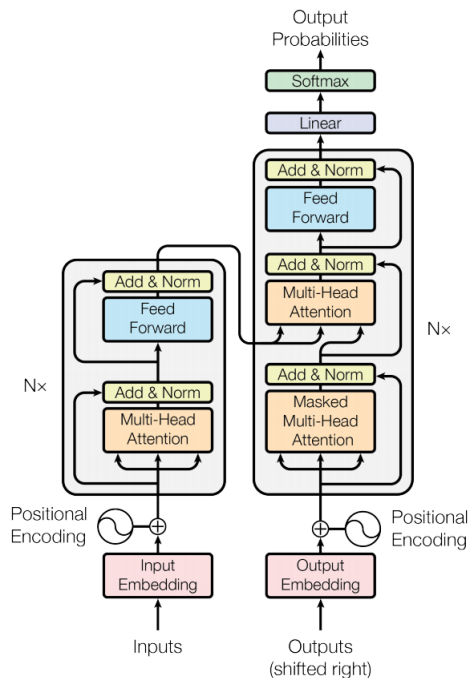 Output
Probabilities
Softmax
Linear
Add & Norm
Feed
Forward
Add & Norm
Multi-Head
Attention
Add & Norm
Masked
Multi-Head
Attention
N×
Add & Norm
Feed
Forward
Add & Norm
Multi-Head
Attention
N×
Positional
Encoding
Positional
Encoding
Input
Embedding
Output
Embedding
Inputs
Outputs
(shifted right)